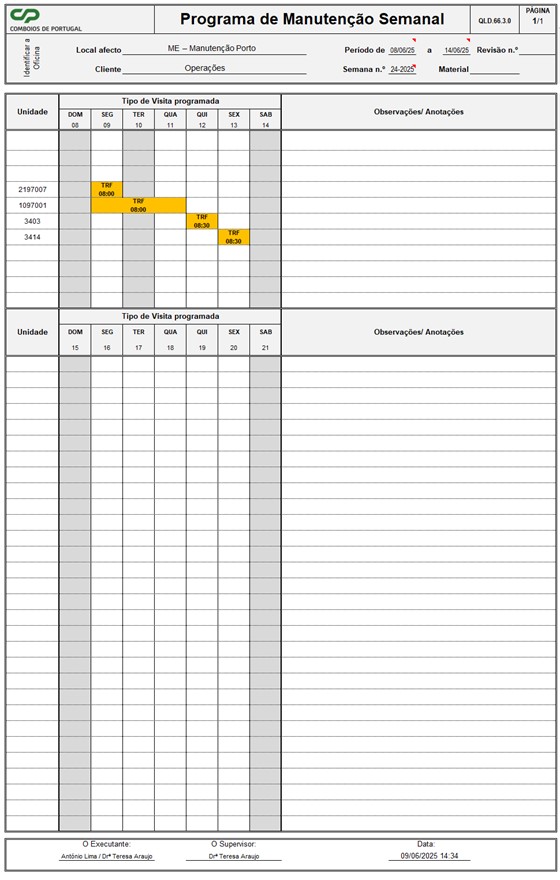 CP
COMBOIOS DE PORTUGAL
Programa de Manutenção Semanal
QLD.66.3.0
PÁGINA
1/1
Identificar a
Oficina
Local afecto ME – Manutenção Porto
Periodo de 08/06/25 a 14/06/25 Revisão n.º
Cliente Operações
Semana n.º 24-2025 Material
Unidade
Tipo de Visita programada
Observações/ Anotações
DOM SEG TER QUA QUI SEX SAB
08 09 10 11 12 13 14
2197007 TRF
08:00
1097001 TRF
08:00
3403 TRF
08:30
3414 TRF
08:30
Unidade
Tipo de Visita programada
Observações/ Anotações
DOM SEG TER QUA QUI SEX SAB
15 16 17 18 19 20 21
O Executante: O Supervisor: Data:
António Lima / Drª Teresa Araujo Drª Teresa Araujo 09/06/2025 14:34